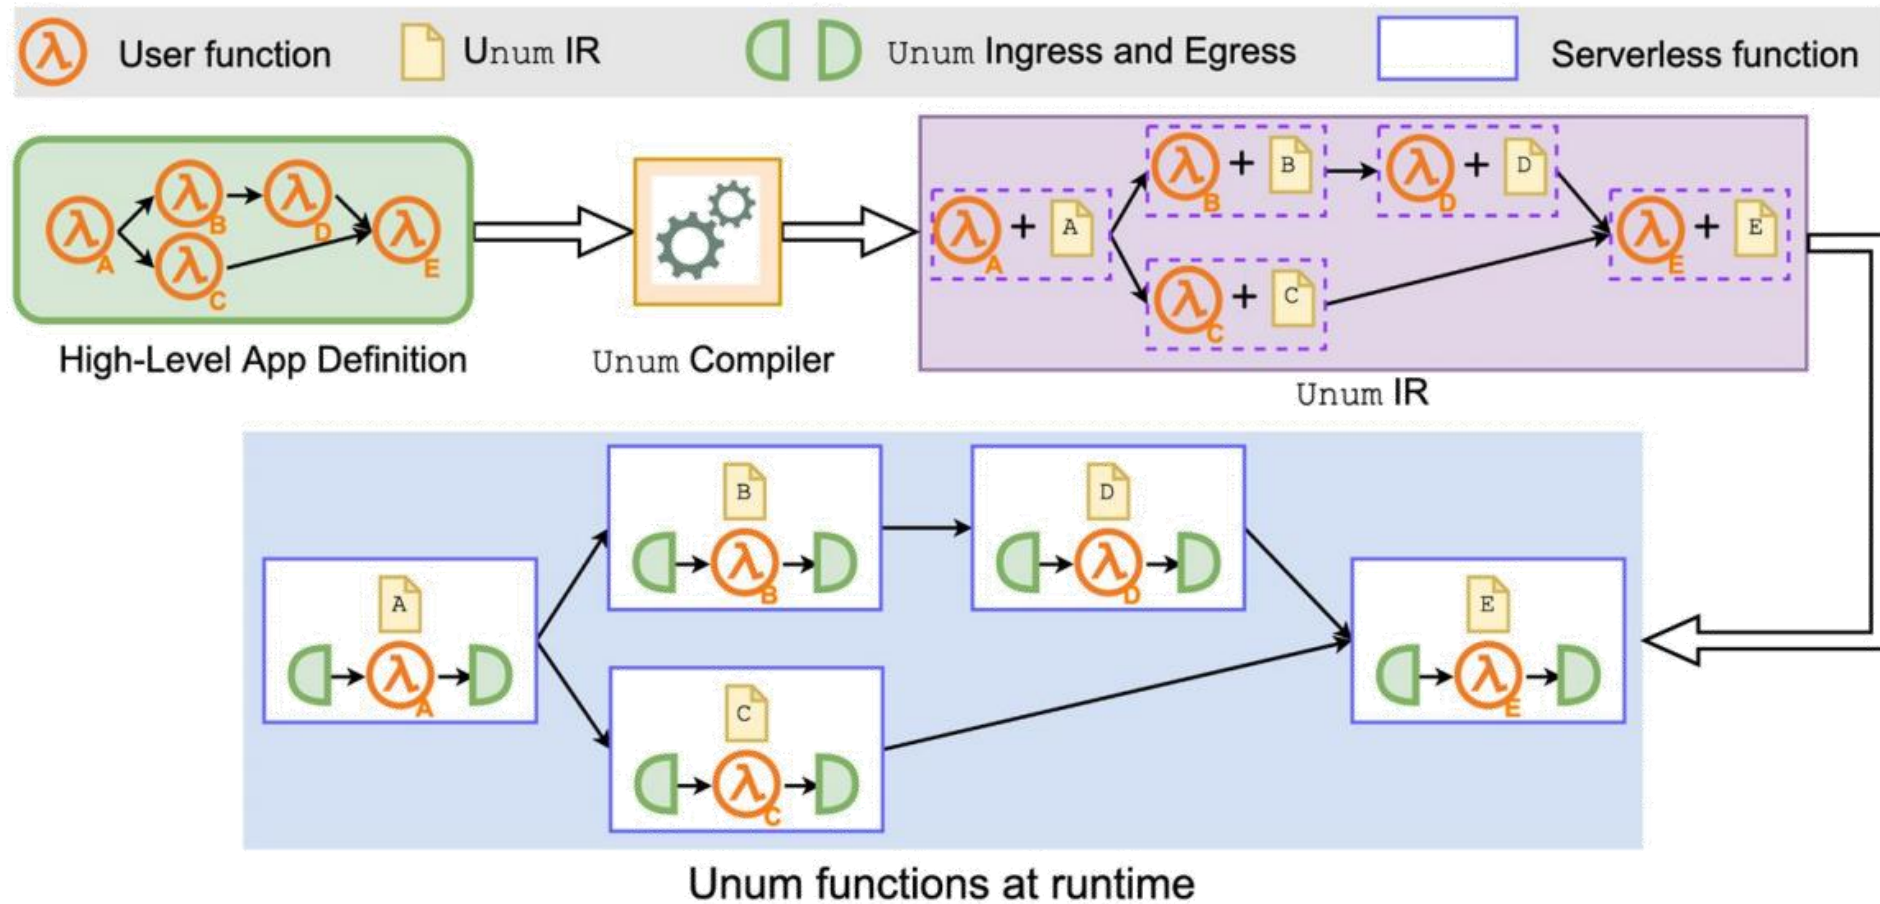 λ User function
Unum IR
Unum Ingress and Egress
Serverless function
λ A
λ B
λ D
λ C
λ E
High-Level App Definition
Unum Compiler
λ A + A
λ B + B
λ D + D
λ C + C
λ E + E
Unum IR
A
λ A
B
λ B
D
λ D
C
λ C
E
λ E
Unum functions at runtime